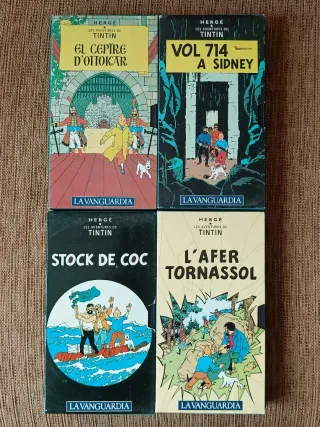 HERGÉ
LES AVENTURES DE
TINTIN
EL CEPTRE
D'OTTOKAR
LA VANGUARDIA
HERGÉ
LES AVENTURES DE
TINTIN
VOL 714
A SIDNEY
LA VANGUARDIA
HERGÉ
LES AVENTURES DE
TINTIN
STOCK DE COC
LA VANGUARDIA
HERGÉ
LES AVENTURES DE
TINTIN
L'AFER
TORNASSOL
LA VANGUARDIA